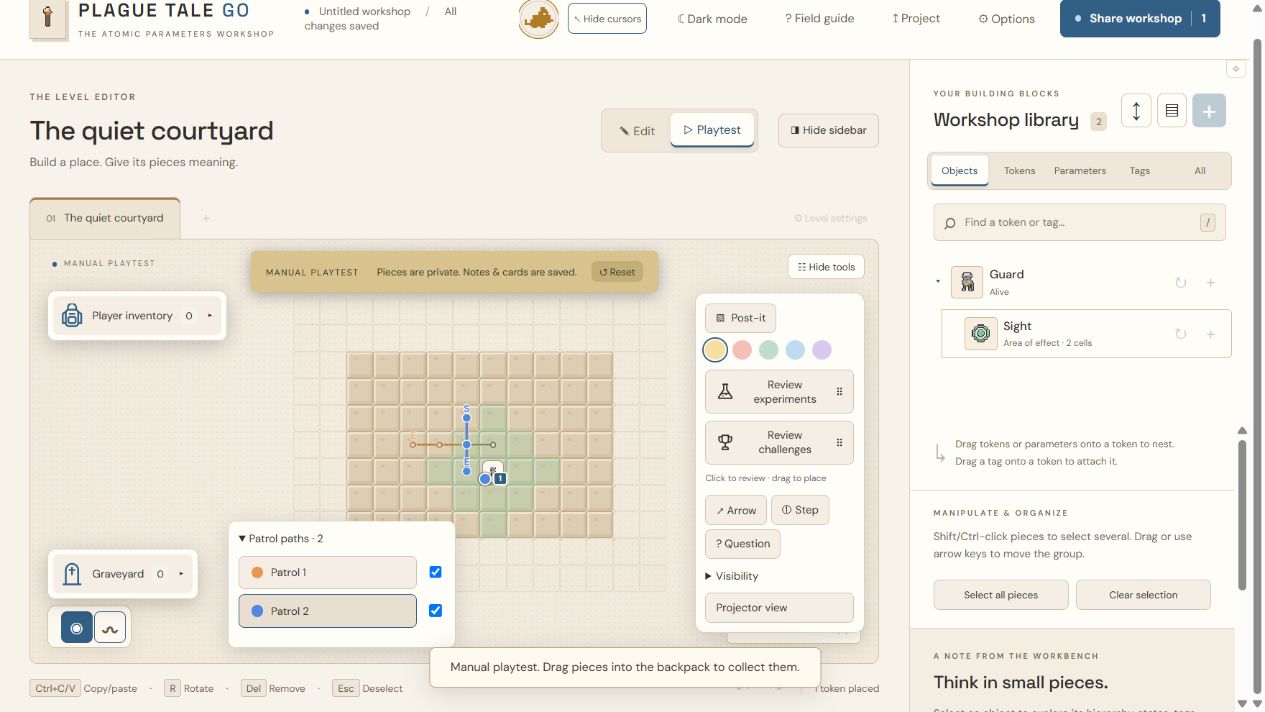 PLAGUE TALE GO
THE ATOMIC PARAMETERS WORKSHOP
Untitled workshop / All
changes saved
Hide cursors
Dark mode
? Field guide
Project
Options
Share workshop 1
THE LEVEL EDITOR
The quiet courtyard
Build a place. Give its pieces meaning.
Edit
Playtest
Hide sidebar
01 The quiet courtyard
+
Level settings
MANUAL PLAYTEST
MANUAL PLAYTEST Pieces are private. Notes & cards are saved. Reset
Hide tools
Player inventory 0
Post-it
Review
experiments
Review
challenges
Click to review · drag to place
Arrow
Step
? Question
Visibility
Projector view
S
E
1
Graveyard 0
Patrol paths · 2
Patrol 1
Patrol 2
Manual playtest. Drag pieces into the backpack to collect them.
Ctrl+C/V Copy/paste · R Rotate · Del Remove · Esc Deselect
token placed
YOUR BUILDING BLOCKS
Workshop library 2
+
Objects Tokens Parameters Tags All
Find a token or tag... /
Guard
Alive
+
Sight
Area of effect · 2 cells
+
Drag tokens or parameters onto a token to nest.
Drag a tag onto a token to attach it.
MANIPULATE & ORGANIZE
Shift/Ctrl-click pieces to select several. Drag or use
arrow keys to move the group.
Select all pieces
Clear selection
A NOTE FROM THE WORKBENCH
Think in small pieces.